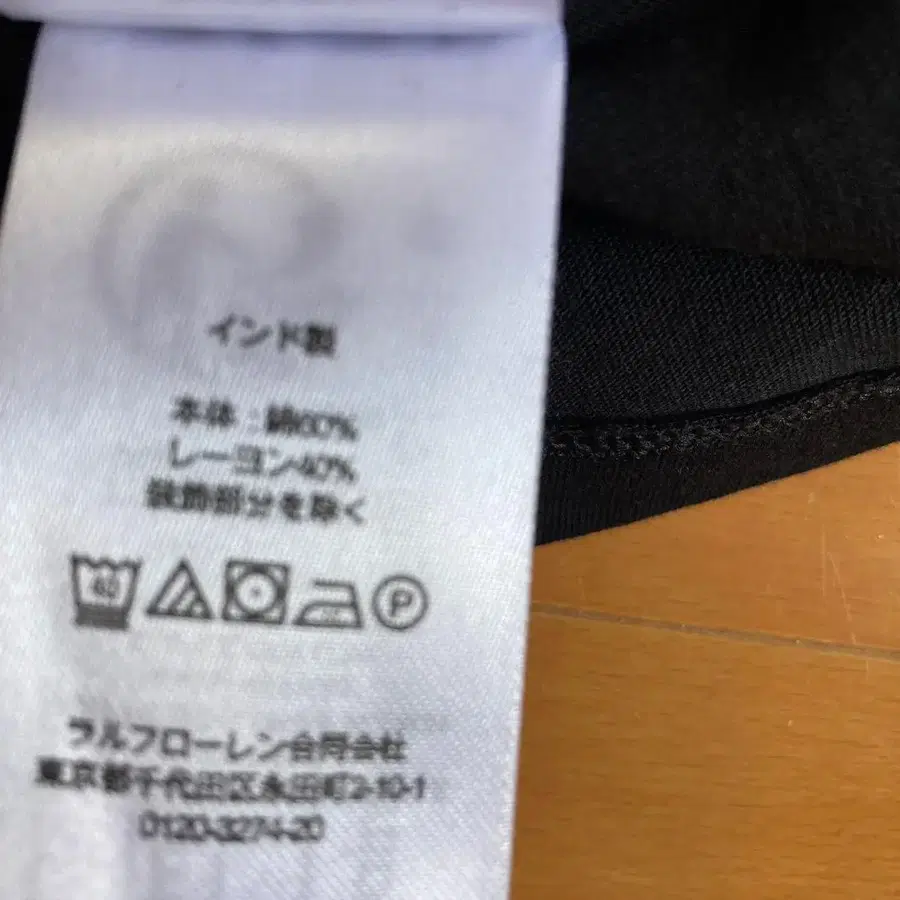 インド製
本体：綿60%
レーヨン40%
装飾部分を除く
40
P
ラルフローレン合同会社
東京都千代田区永田町2-10-1
0120-3274-20